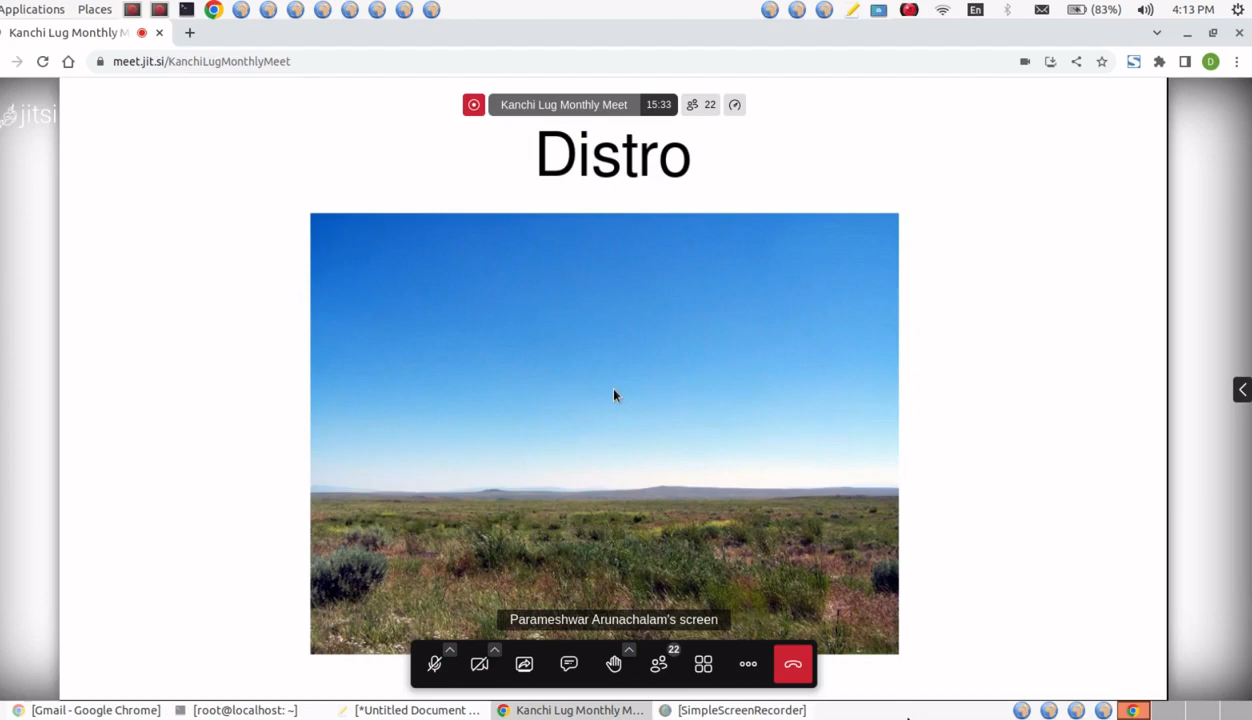 Applications Places En (83%) 4:13 PM
Kanchi Lug Monthly M
meet.jit.si/KanchiLugMonthlyMeet D
jitsi
Kanchi Lug Monthly Meet 15:33 22
Distro
Parameshwar Arunachalam's screen
22
[Gmail - Google Chrome] [root@localhost: ~] [*Untitled Document ... Kanchi Lug Monthly M... [SimpleScreenRecorder]